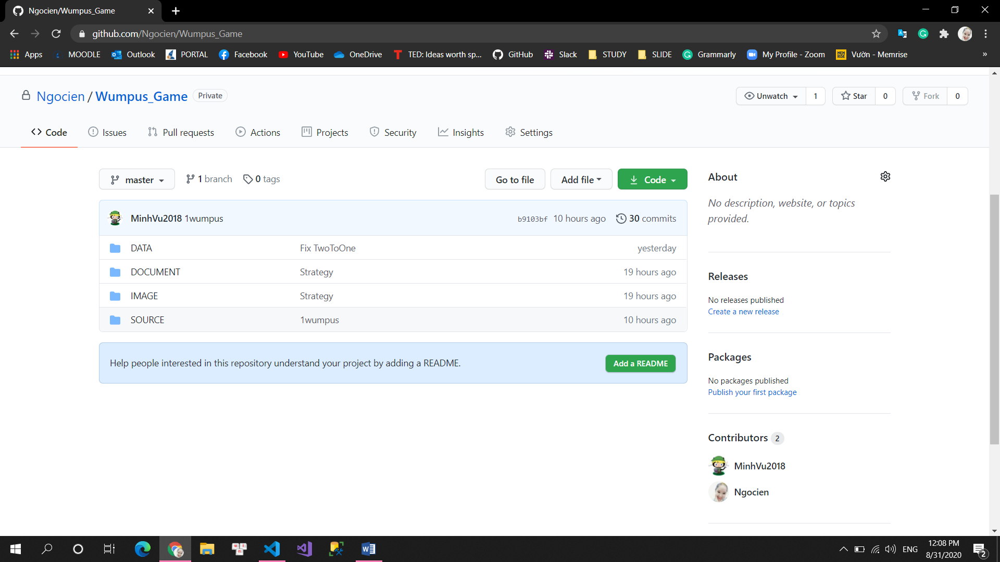 Ngocien/Wumpus_Game
github.com/Ngocien/Wumpus_Game
Apps MOODLE Outlook PORTAL Facebook YouTube OneDrive TED: Ideas worth sp... GitHub Slack STUDY SLIDE Grammarly My Profile - Zoom Vườn - Memrise »
Ngocien / Wumpus_Game Private
Unwatch 1 Star 0 Fork 0
Code Issues Pull requests Actions Projects Security Insights Settings
master 1 branch 0 tags Go to file Add file Code
MinhVu2018 1wumpus b9103bf 10 hours ago 30 commits
DATA Fix TwoToOne yesterday
DOCUMENT Strategy 19 hours ago
IMAGE Strategy 19 hours ago
SOURCE 1wumpus 10 hours ago
Help people interested in this repository understand your project by adding a README. Add a README
About
No description, website, or topics
provided.
Releases
No releases published
Create a new release
Packages
No packages published
Publish your first package
Contributors 2
MinhVu2018
Ngocien
ENG
12:08 PM
8/31/2020
2